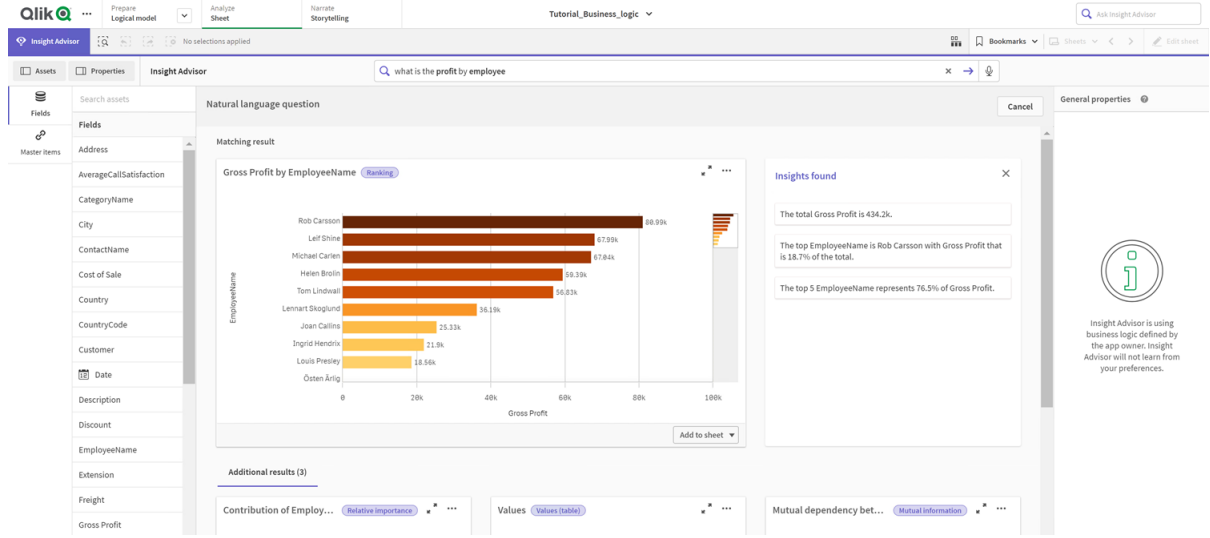 Qlik
Prepare
Logical model
Analyze
Sheet
Narrate
Storytelling
Tutorial_Business_logic
Ask Insight Advisor
Insight Advisor
No selections applied
Bookmarks
Sheets
Edit sheet
Assets
Properties
Insight Advisor
what is the profit by employee
Fields
Master items
Search assets
Fields
Address
AverageCallSatisfaction
CategoryName
City
ContactName
Cost of Sale
Country
CountryCode
Customer
Date
Description
Discount
EmployeeName
Extension
Freight
Gross Profit
Natural language question
Cancel
Matching result
Gross Profit by EmployeeName
Ranking
EmployeeName
Rob Carsson 80.99k
Leif Shine 67.99k
Michael Carlen 67.04k
Helen Brolin 59.39k
Tom Lindwall 56.83k
Lennart Skoglund 36.19k
Joan Callins 25.33k
Ingrid Hendrix 21.9k
Louis Presley 18.56k
Östen Ärlig
0 20k 40k 60k 80k 100k
Gross Profit
Add to sheet
Insights found
The total Gross Profit is 434.2k.
The top EmployeeName is Rob Carsson with Gross Profit that
is 18.7% of the total.
The top 5 EmployeeName represents 76.5% of Gross Profit.
Additional results (3)
Contribution of Employ...
Relative importance
Values
Values (table)
Mutual dependency bet...
Mutual information
General properties
Insight Advisor is using
business logic defined by
the app owner. Insight
Advisor will not learn from
your preferences.